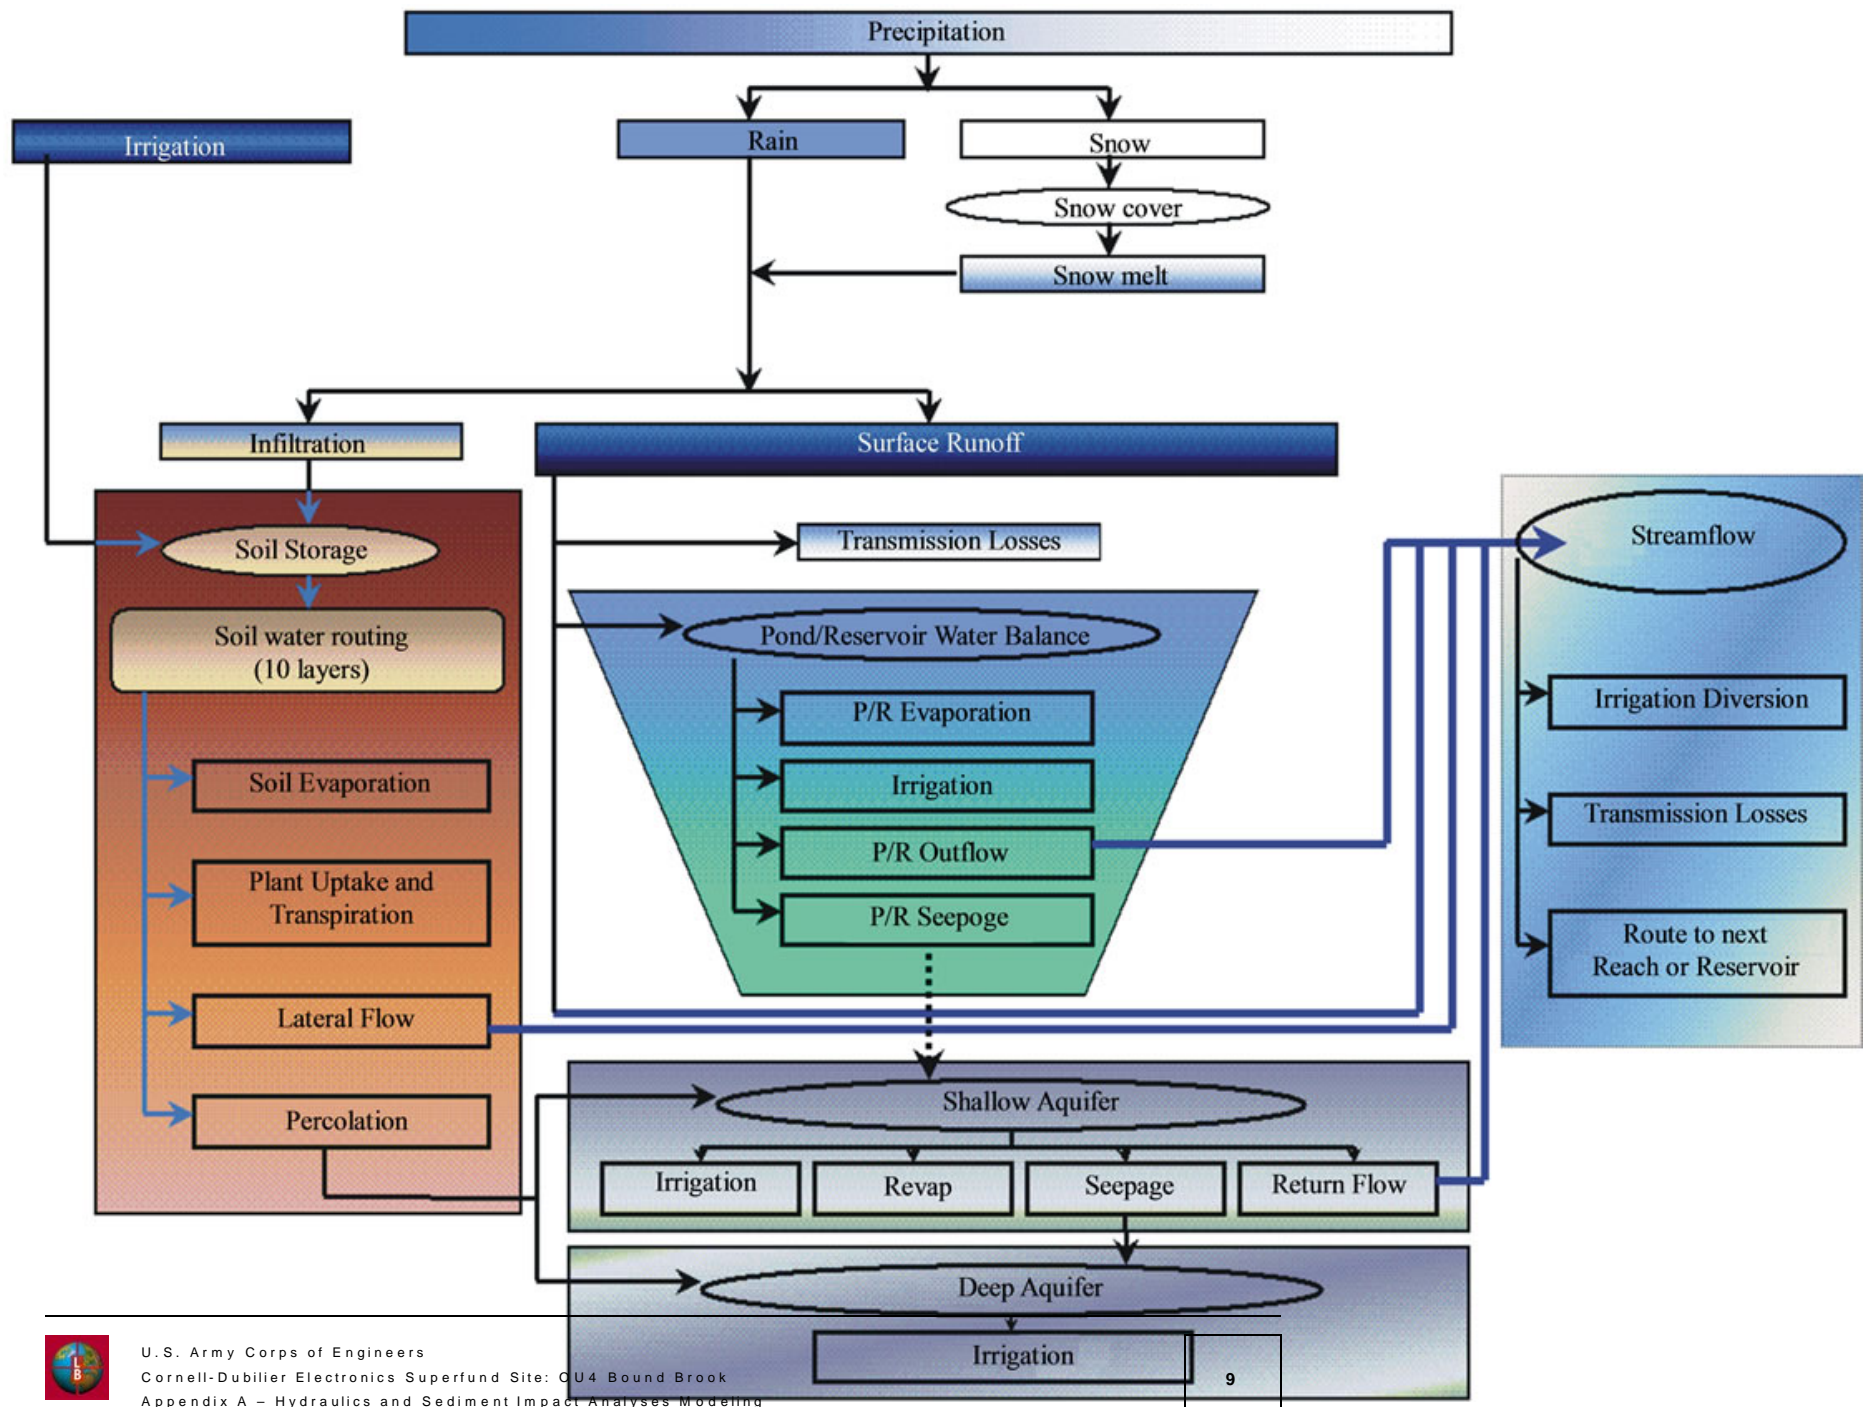 Precipitation
Irrigation
Rain
Snow
Snow cover
Snow melt
Infiltration
Surface Runoff
Soil Storage
Transmission Losses
Streamflow
Soil water routing
(10 layers)
Pond/Reservoir Water Balance
P/R Evaporation
Irrigation
P/R Outflow
P/R Seepoge
Irrigation Diversion
Transmission Losses
Route to next
Reach or Reservoir
Soil Evaporation
Plant Uptake and
Transpiration
Lateral Flow
Percolation
Shallow Aquifer
Irrigation
Revap
Seepage
Return Flow
Deep Aquifer
Irrigation
L
B
U.S. Army Corps of Engineers
Cornell-Dubilier Electronics Superfund Site: OU4 Bound Brook
Appendix A – Hydraulics and Sediment Impact Analyses Modeling
9